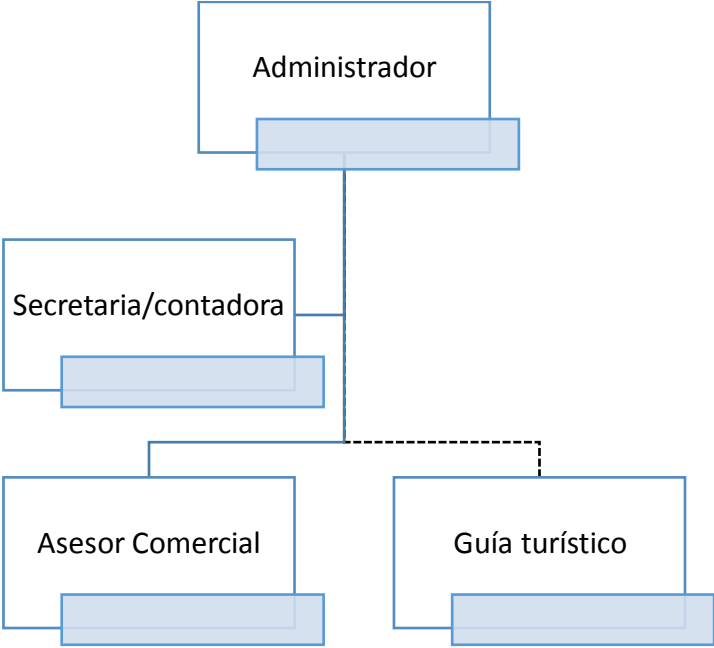 Administrador
Secretaria/contadora
Asesor Comercial
Guía turístico